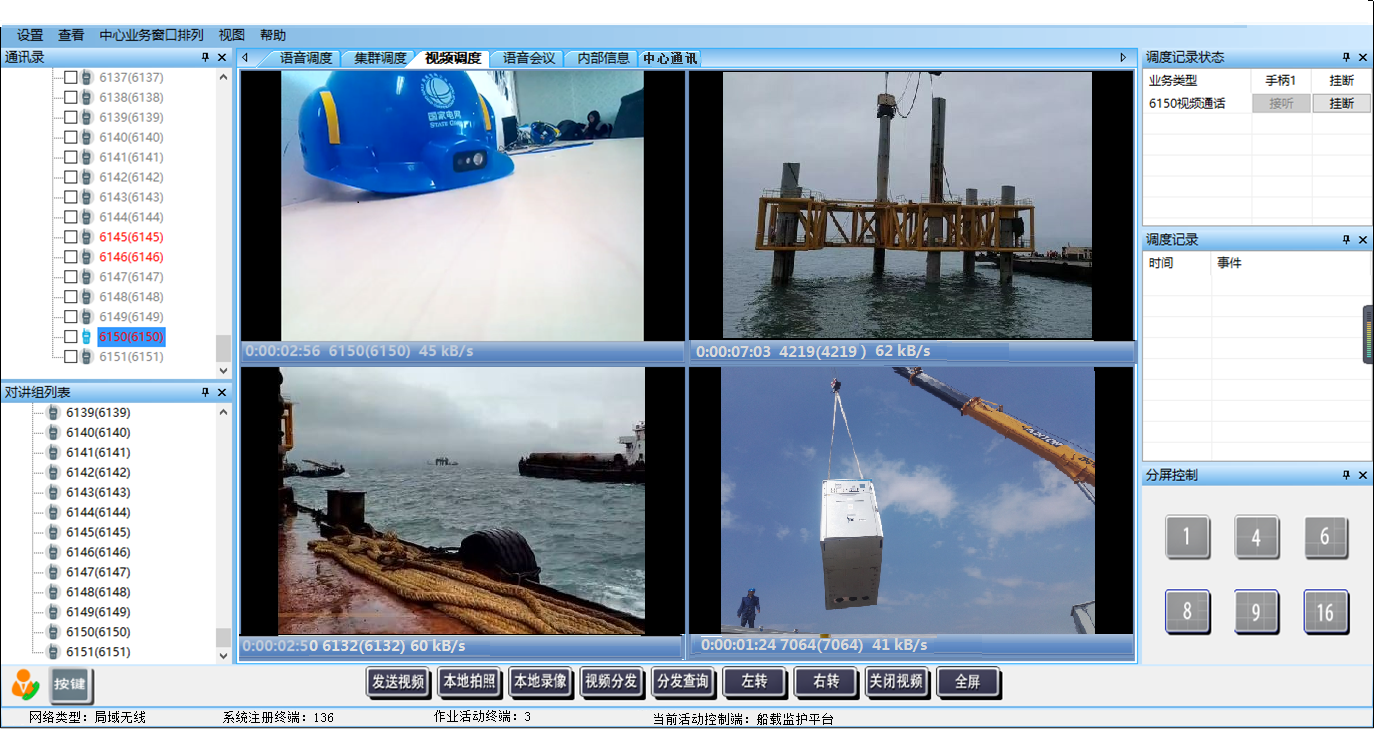 设置 查看 中心业务窗口排列 视图 帮助
通讯录
6137(6137)
6138(6138)
6139(6139)
6140(6140)
6141(6141)
6142(6142)
6143(6143)
6144(6144)
6145(6145)
6146(6146)
6147(6147)
6148(6148)
6149(6149)
6150(6150)
6151(6151)
对讲组列表
6139(6139)
6140(6140)
6141(6141)
6142(6142)
6143(6143)
6144(6144)
6145(6145)
6146(6146)
6147(6147)
6148(6148)
6149(6149)
6150(6150)
6151(6151)
语音调度 集群调度 视频调度 语音会议 内部信息 中心通讯
国家电网
0:00:02:56 6150(6150) 45 kB/s
0:00:07:03 4219(4219 ) 62 kB/s
0:00:02:50 6132(6132) 60 kB/s
0:00:01:24 7064(7064) 41 kB/s
调度记录状态
业务类型 手柄1 挂断
6150视频通话 接听 挂断
调度记录
时间 事件
分屏控制
1 4 6
8 9 16
按键
发送视频 本地拍照 本地录像 视频分发 分发查询 左转 右转 关闭视频 全屏
网络类型：局域无线 系统注册终端：136 作业活动终端：3 当前活动控制端：船载监护平台